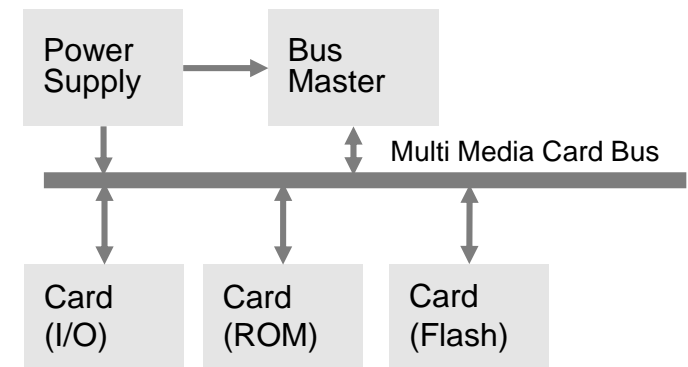 Power
Supply
Bus
Master
Multi Media Card Bus
Card
(I/O)
Card
(ROM)
Card
(Flash)